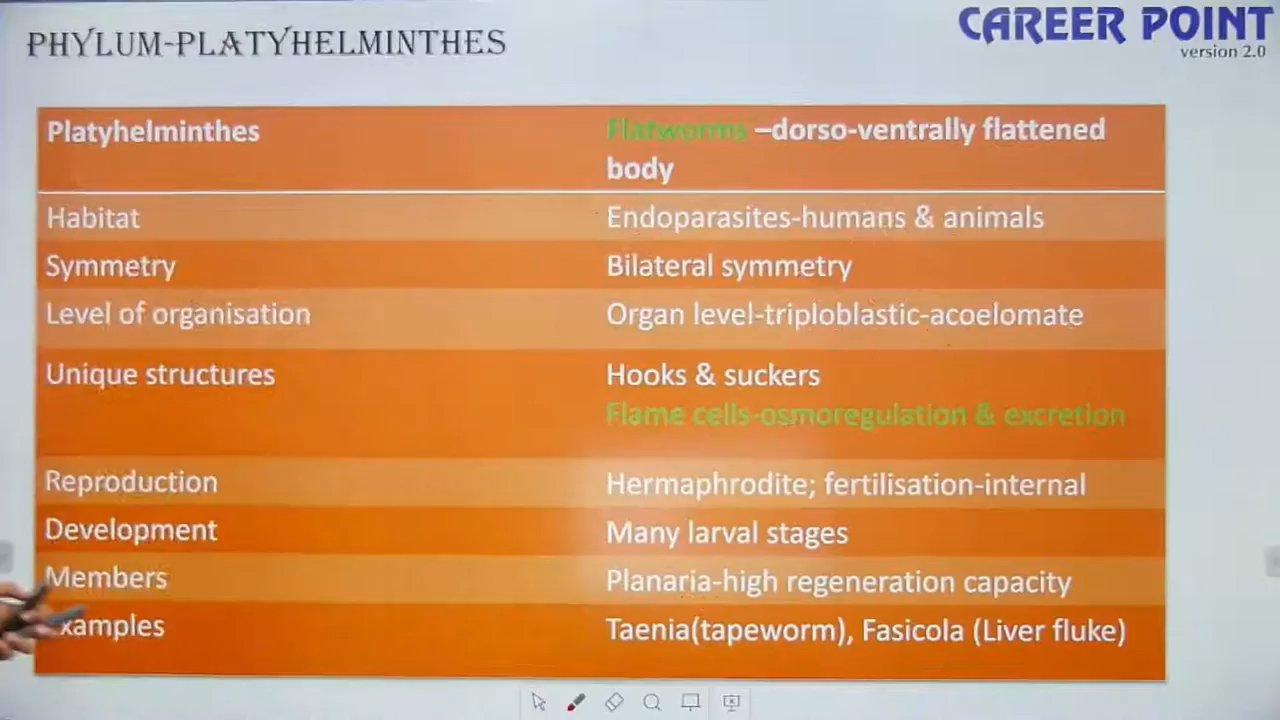 PHYLUM-PLATYHELMINTHES
CAREER POINT
version 2.0
Platyhelminthes
Flatworms –dorso-ventrally flattened
body
Habitat
Endoparasites-humans & animals
Symmetry
Bilateral symmetry
Level of organisation
Organ level-triploblastic-acoelomate
Unique structures
Hooks & suckers
Flame cells-osmoregulation & excretion
Reproduction
Hermaphrodite; fertilisation-internal
Development
Many larval stages
Members
Planaria-high regeneration capacity
xamples
Taenia(tapeworm), Fasicola (Liver fluke)